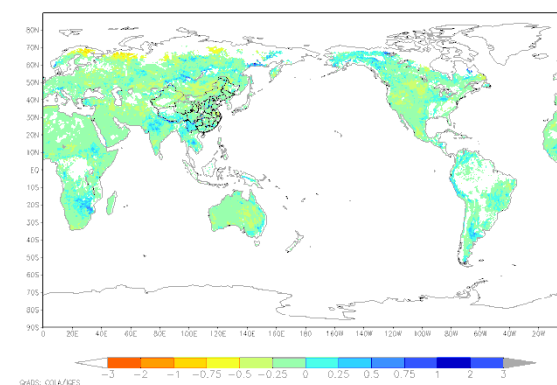 80N
70N
60N
50N
40N
30N
20N
10N
EQ
10S
20S
30S
40S
50S
60S
70S
80S
90S
0 20E 40E 60E 80E 100E 120E 140E 160E 180 160W 140W 120W 100W 80W 60W 40W 20W
-3 -2 -1 -0.75 -0.5 -0.25 0 0.25 0.5 0.75 1 2 3
GrADS: COLA/IGES